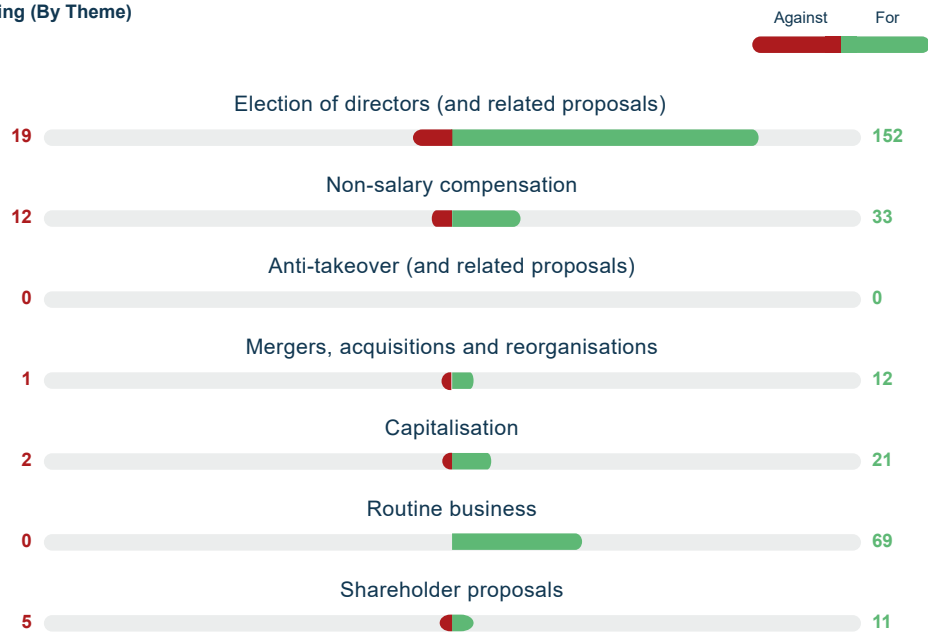 ing (By Theme)
Against For
Election of directors (and related proposals)
19 152
Non-salary compensation
12 33
Anti-takeover (and related proposals)
0 0
Mergers, acquisitions and reorganisations
1 12
Capitalisation
2 21
Routine business
0 69
Shareholder proposals
5 11